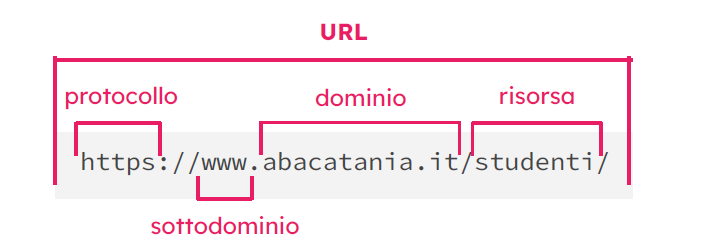 URL
protocollo dominio risorsa
https://www.abacatania.it/studenti/
sottodominio